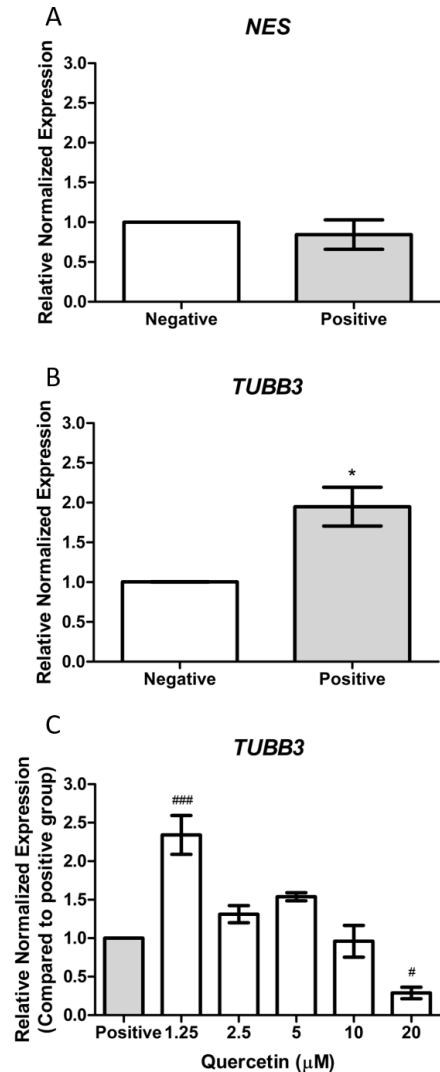 A
NES
Relative Normalized Expression
3.0
2.5
2.0
1.5
1.0
0.5
0.0
Negative Positive
B
TUBB3
Relative Normalized Expression
3.0
2.5
2.0
1.5
1.0
0.5
0.0
*
Negative Positive
C
TUBB3
Relative Normalized Expression
(Compared to positive group)
3.0
2.5
2.0
1.5
1.0
0.5
0.0
###
#
Positive 1.25 2.5 5 10 20
Quercetin (μM)